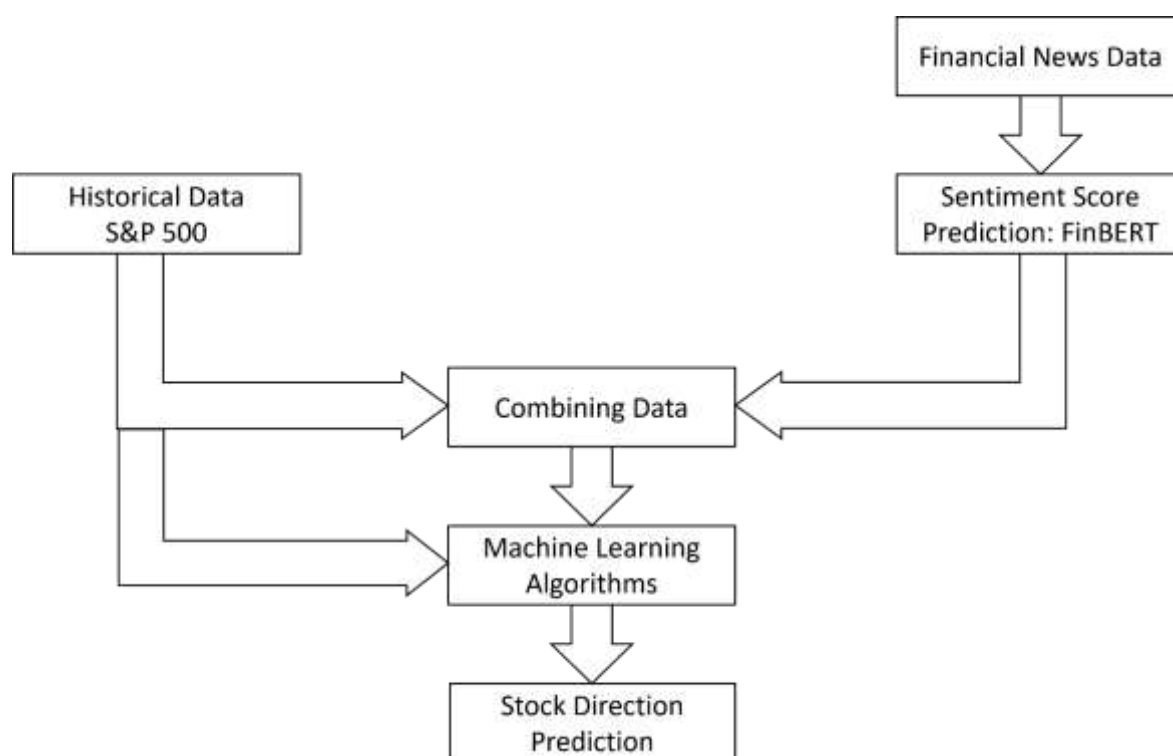 Financial News Data
Historical Data
S&P 500
Sentiment Score
Prediction: FinBERT
Combining Data
Machine Learning
Algorithms
Stock Direction
Prediction